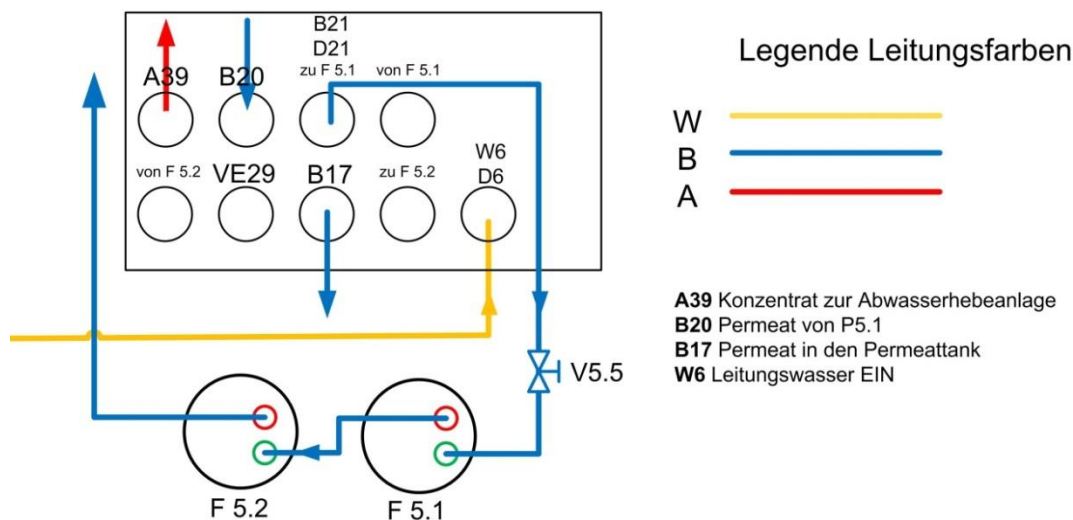 B21
D21
zu F 5.1
von F 5.1
A39
B20
von F 5.2
VE29
B17
zu F 5.2
W6
D6
V5.5
F 5.2
F 5.1
Legende Leitungsfarben
W
B
A
A39 Konzentrat zur Abwasserhebeanlage
B20 Permeat von P5.1
B17 Permeat in den Permeattank
W6 Leitungswasser EIN